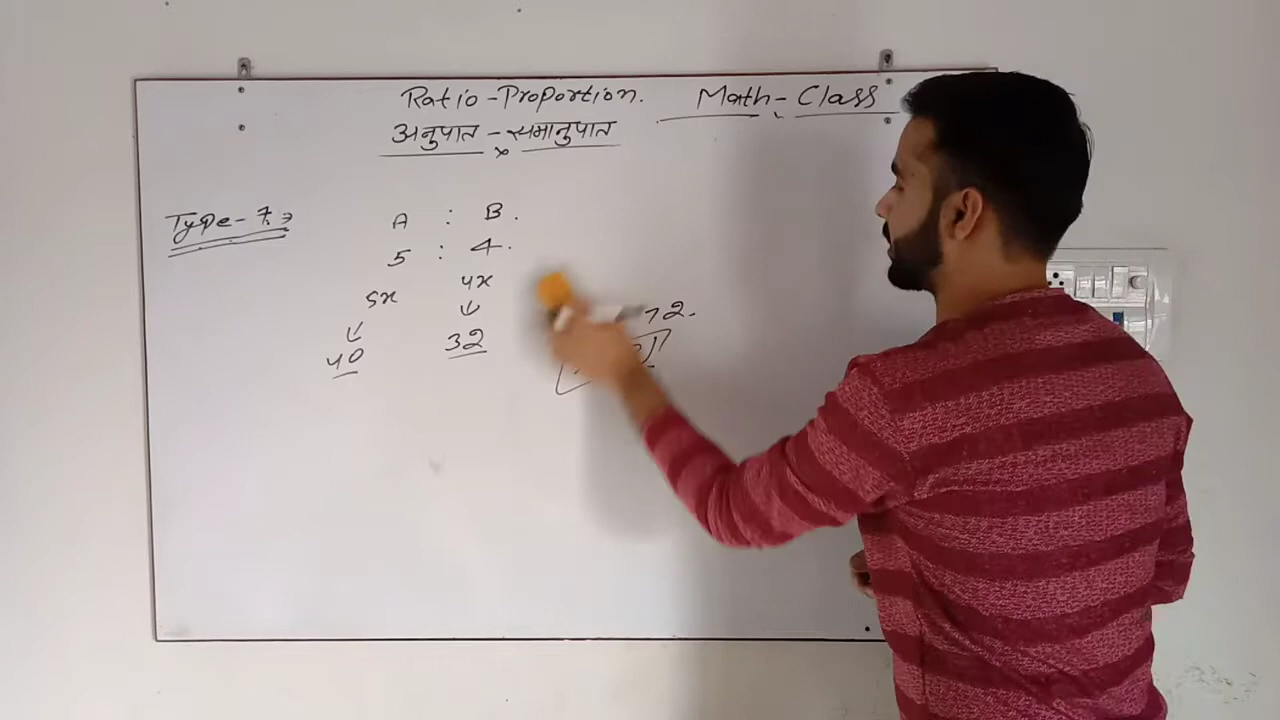 Ratio-Proportion.
Math-Class
अनुपात - समानुपात
Type-7
A : B.
5 : 4.
5x 4x
40 32
72.